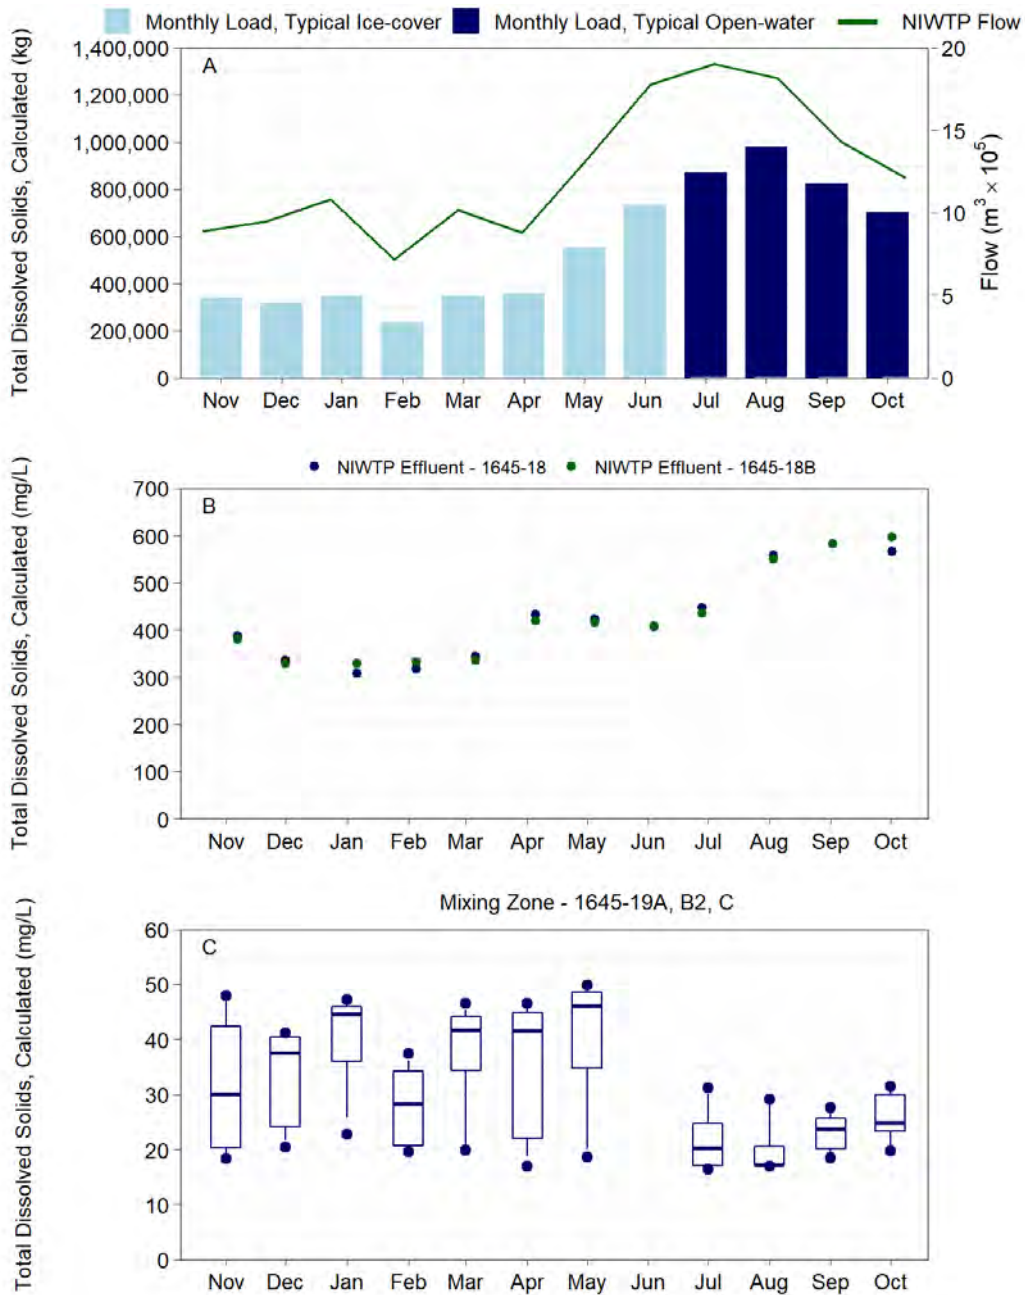 Monthly Load, Typical Ice-cover Monthly Load, Typical Open-water NIWTP Flow
Total Dissolved Solids, Calculated (kg)
A
1,400,000
1,200,000
1,000,000
800,000
600,000
400,000
200,000
0
20
15
10
5
0
Flow (m³ × 10⁵)
Nov Dec Jan Feb Mar Apr May Jun Jul Aug Sep Oct
NIWTP Effluent - 1645-18 NIWTP Effluent - 1645-18B
Total Dissolved Solids, Calculated (mg/L)
B
700
600
500
400
300
200
100
0
Nov Dec Jan Feb Mar Apr May Jun Jul Aug Sep Oct
Mixing Zone - 1645-19A, B2, C
Total Dissolved Solids, Calculated (mg/L)
C
60
50
40
30
20
10
0
Nov Dec Jan Feb Mar Apr May Jun Jul Aug Sep Oct